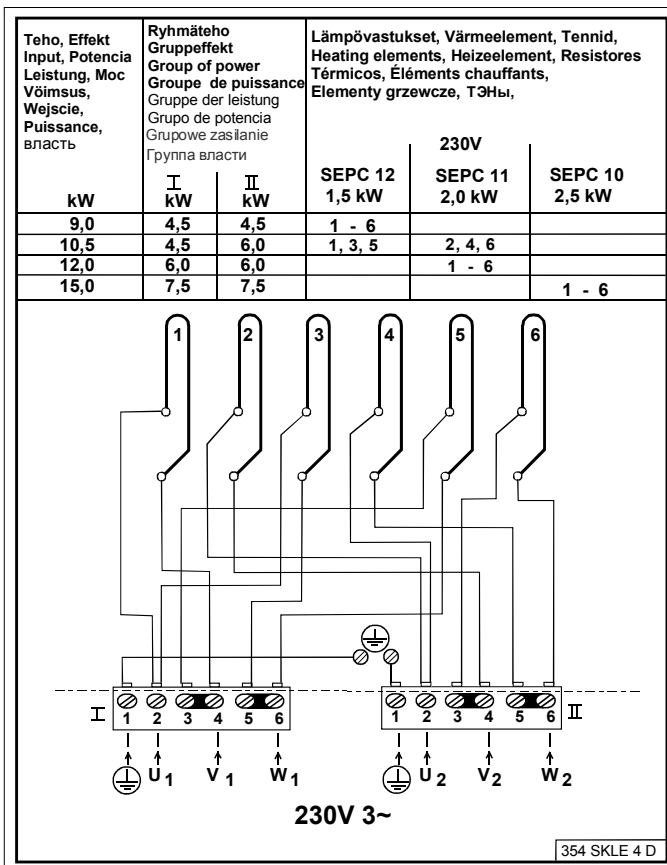 Teho, Effekt
Input, Potencia
Leistung, Moc
Vöimsus,
Wejscie,
Puissance,
власть
kW
Ryhmäteho
Gruppeffekt
Group of power
Groupe de puissance
Gruppe der leistung
Grupo de potencia
Grupowe zasilanie
Группа власти
I II
kW kW
Lämpövastukset, Värmeelement, Tennid,
Heating elements, Heizeelement, Resistores
Térmicos, Éléments chauffants,
Elementy grzewcze, ТЭНы,
230V
SEPC 12 SEPC 11 SEPC 10
1,5 kW 2,0 kW 2,5 kW
9,0 4,5 4,5 1 - 6
10,5 4,5 6,0 1, 3, 5 2, 4, 6
12,0 6,0 6,0 1 - 6
15,0 7,5 7,5 1 - 6
1 2 3 4 5 6
I 1 2 3 4 5 6 1 2 3 4 5 6 II
U1 V1 W1 U2 V2 W2
230V 3~
354 SKLE 4 D